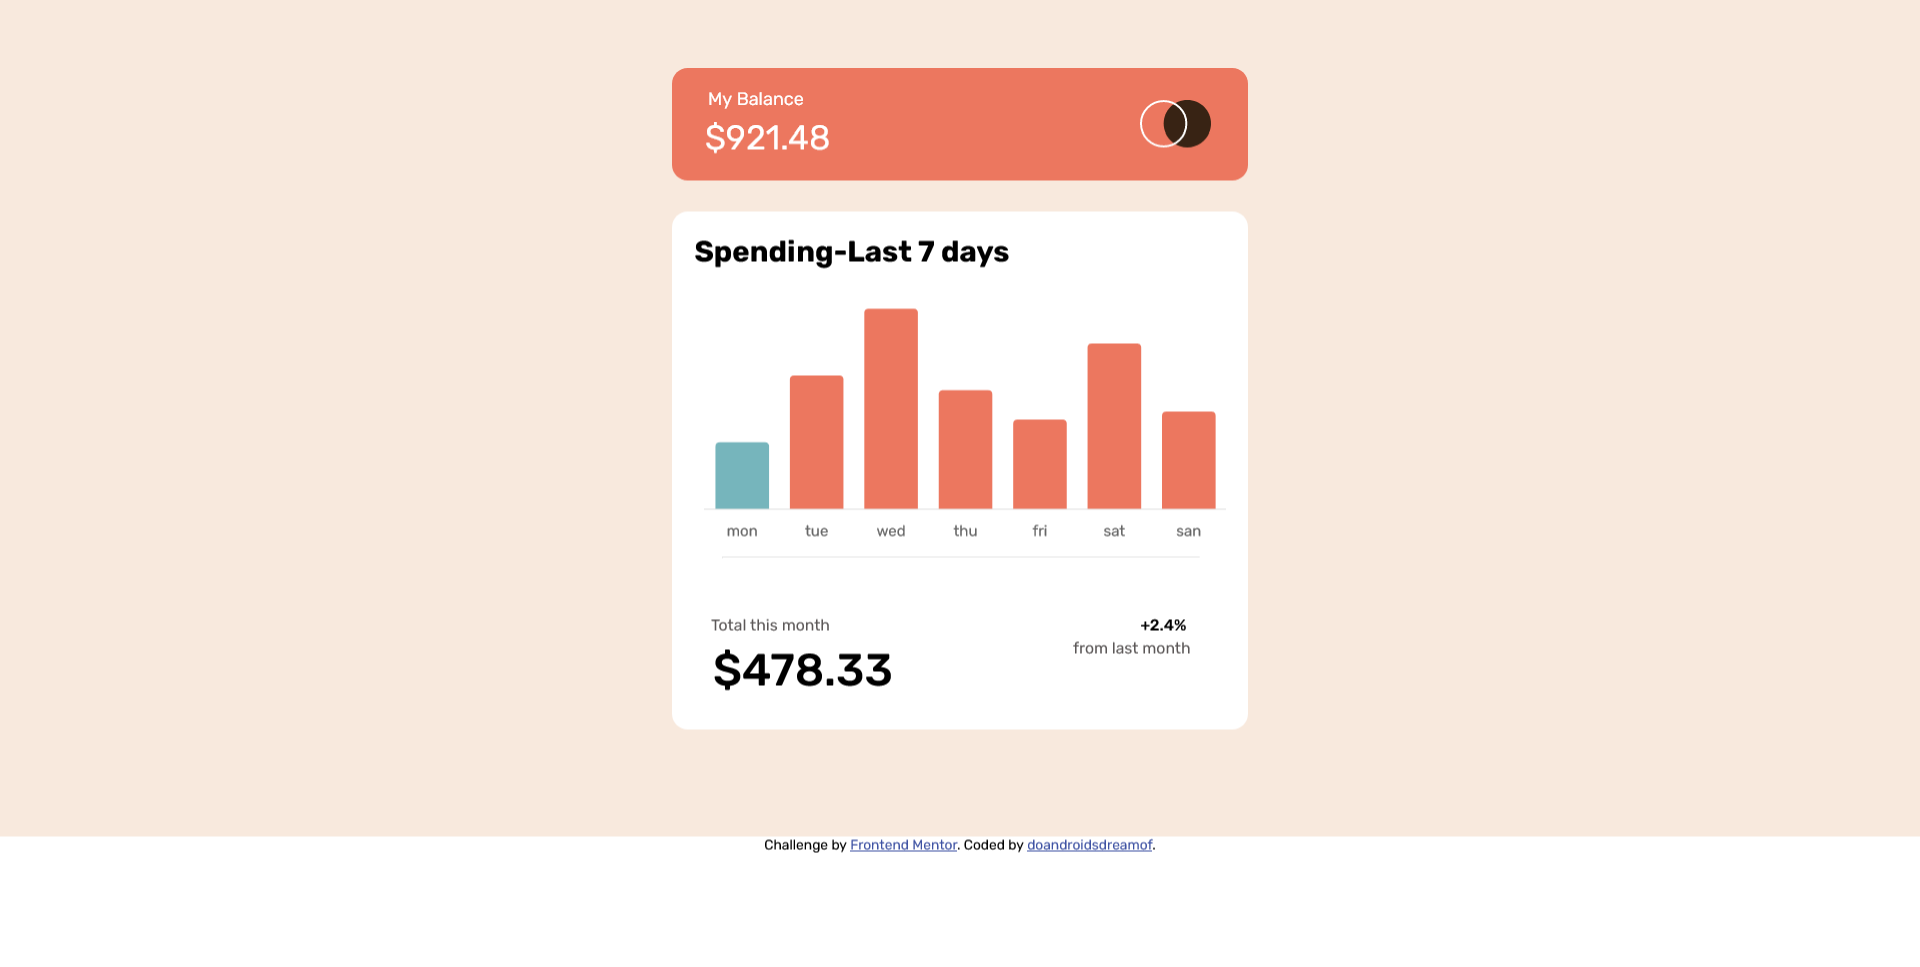 My Balance
$921.48
Spending-Last 7 days
mon tue wed thu fri sat san
Total this month
+2.4%
$478.33
from last month
Challenge by Frontend Mentor. Coded by doandroidsdreamof.